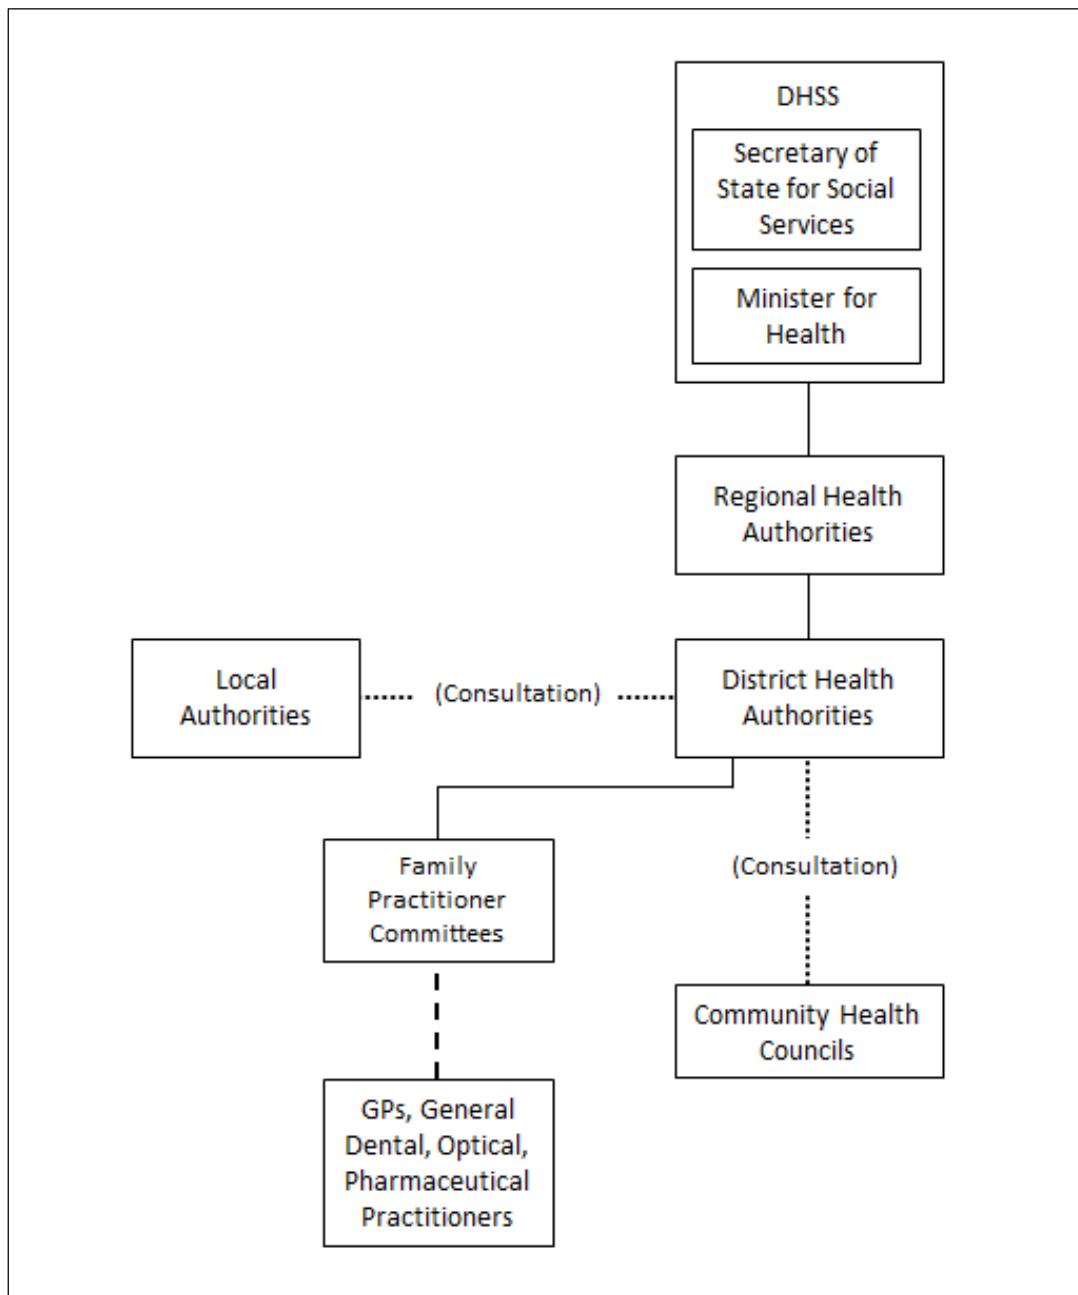 DHSS
Secretary of
State for Social
Services
Minister for
Health
Regional Health
Authorities
Local
Authorities
(Consultation)
District Health
Authorities
Family
Practitioner
Committees
(Consultation)
Community Health
Councils
GPs, General
Dental, Optical,
Pharmaceutical
Practitioners